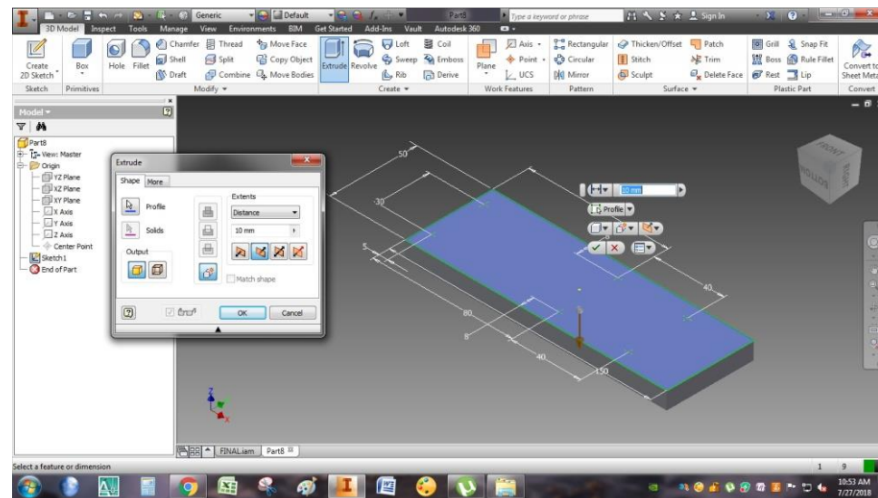 Generic Default Part8 Type a keyword or phrase Sign In
3D Model Inspect Tools Manage View Environments BIM Get Started Add-Ins Vault Autodesk 360
Create 2D Sketch Box Hole Fillet Extrude Revolve Plane Convert to Sheet Meta
Chamfer Thread Move Face Loft Coil Axis Rectangular Thicken/Offset Patch Grill Snap Fit
Shell Split Copy Object Sweep Emboss Point Circular Stitch Trim Boss Rule Fillet
Draft Combine Move Bodies Rib Derive UCS Mirror Sculpt Delete Face Rest Lip
Sketch Primitives Modify Create Work Features Pattern Surface Plastic Part Convert
Model
Part8
View: Master
Origin
YZ Plane
XZ Plane
XY Plane
X Axis
Y Axis
Z Axis
Center Point
Sketch1
End of Part
Extrude
Shape More
Profile
Solids
Output
Extents
Distance
10 mm
Match shape
OK Cancel
FRONT
BOTTOM
50
30
5
10 mm
Profile
40
80
8
40
150
Z
X
FINAL.iam Part8
Select a feature or dimension 1 9
10:53 AM
7/27/2018